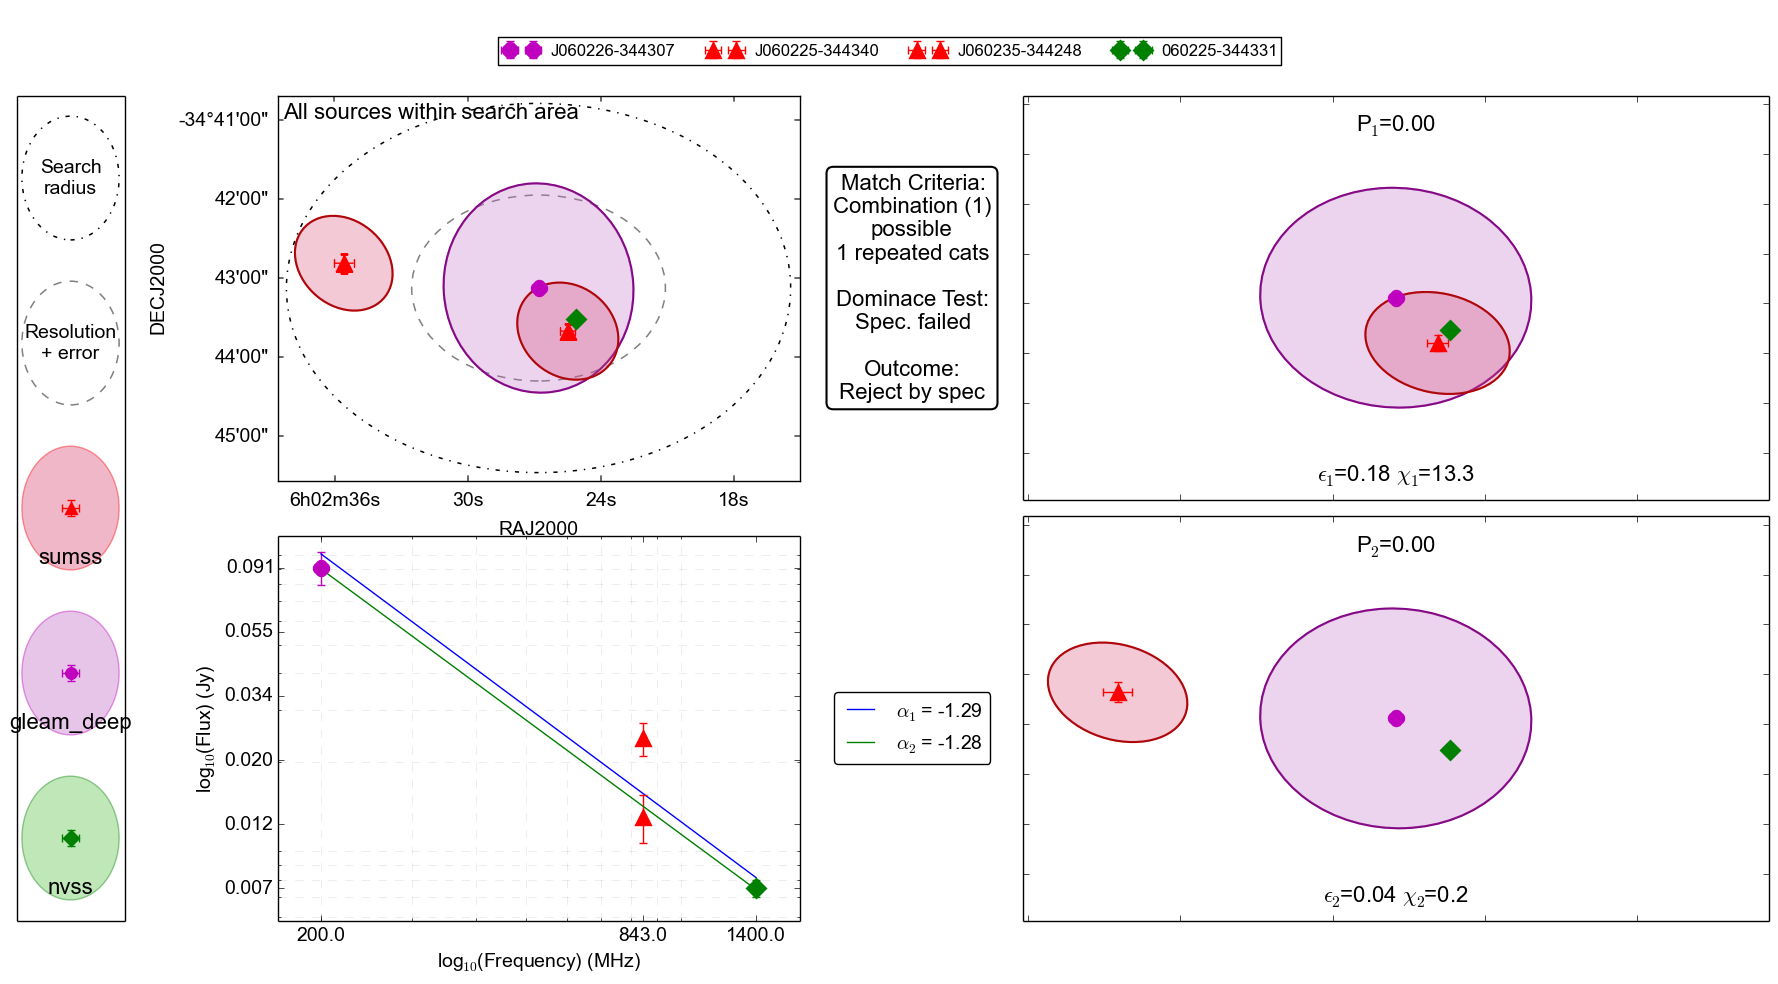 J060226-344307 J060225-344340 J060235-344248 060225-344331
Search
radius
Resolution
+ error
sumss
gleam_deep
nvss
All sources within search area
DECJ2000
-34°41'00"
42'00"
43'00"
44'00"
45'00"
6h02m36s 30s 24s 18s
RAJ2000
Match Criteria:
Combination (1)
possible
1 repeated cats
Dominace Test:
Spec. failed
Outcome:
Reject by spec
P₁=0.00
ϵ₁=0.18 χ₁=13.3
log₁₀(Flux) (Jy)
0.091
0.055
0.034
0.020
0.012
0.007
200.0 843.0 1400.0
log₁₀(Frequency) (MHz)
α₁ = -1.29
α₂ = -1.28
P₂=0.00
ϵ₂=0.04 χ₂=0.2